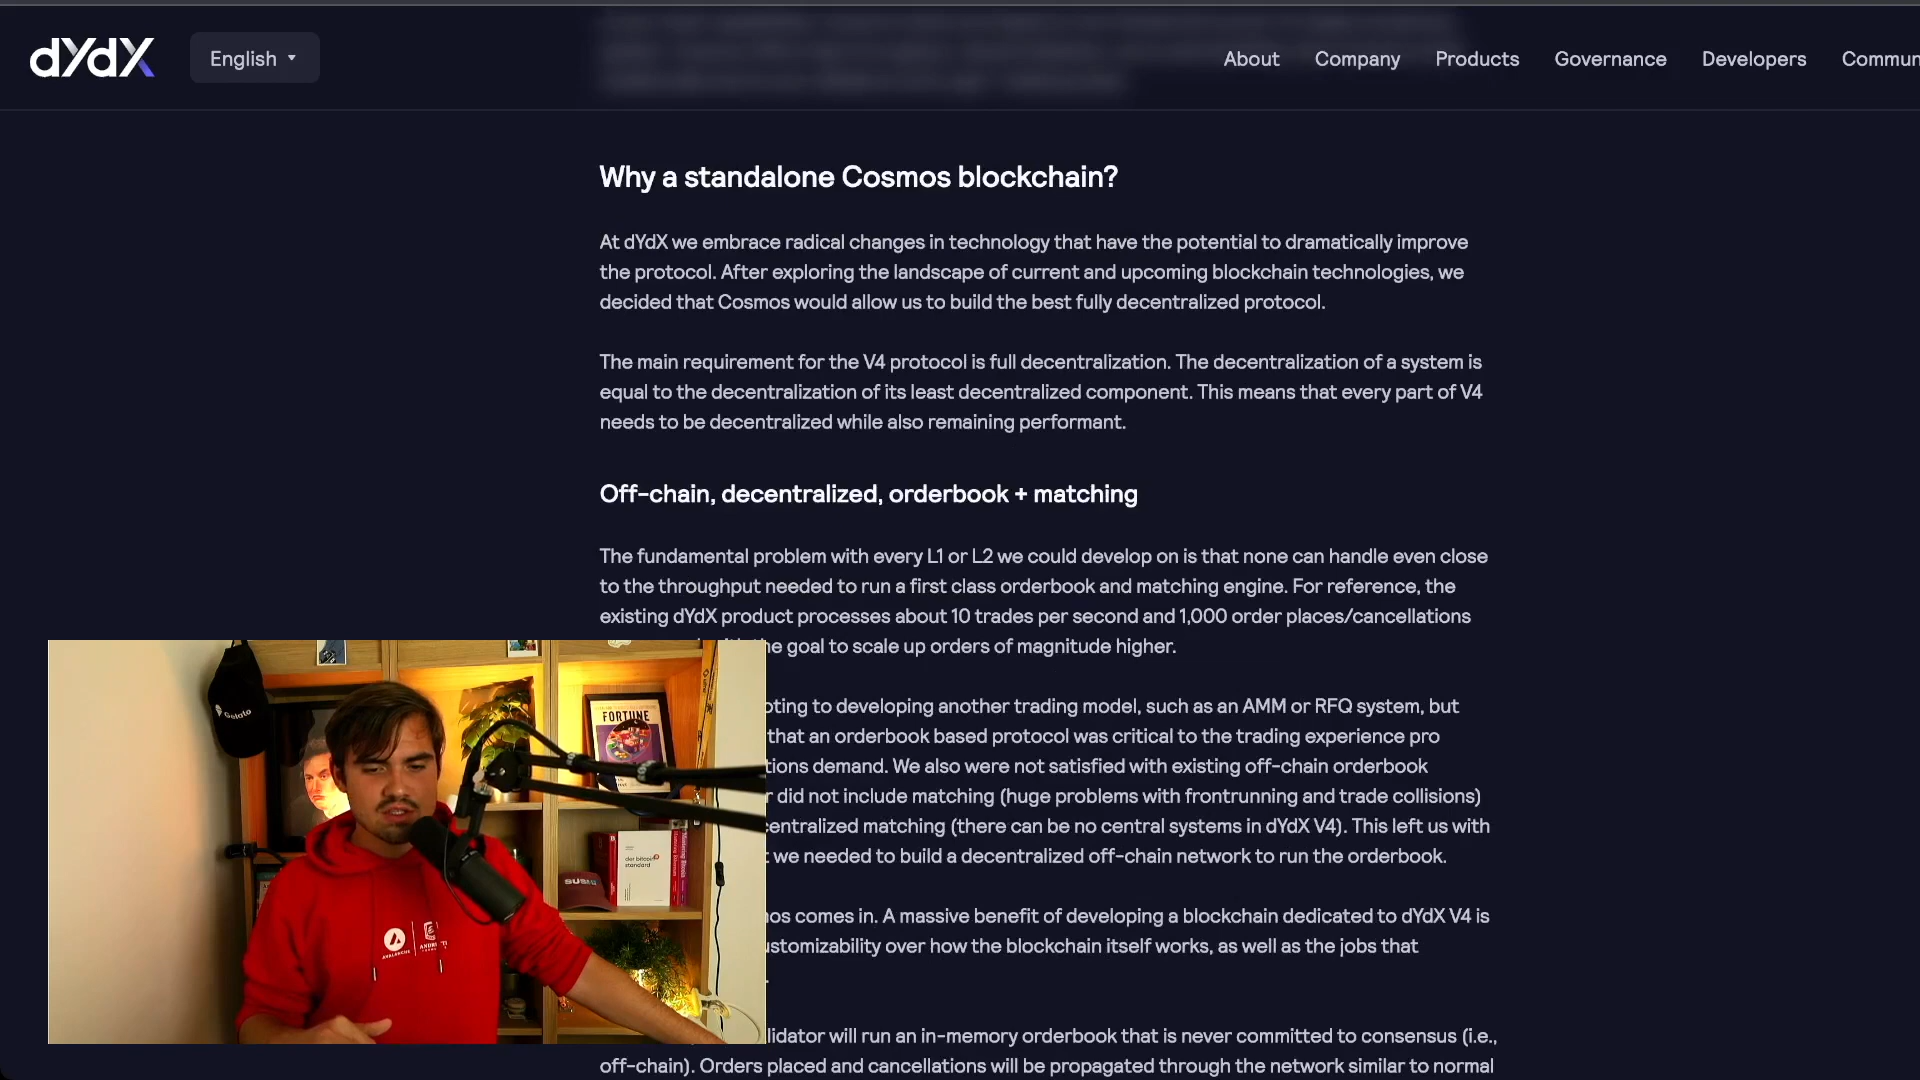 dYdX
English
About
Company
Products
Governance
Developers
Commun
Why a standalone Cosmos blockchain?
At dYdX we embrace radical changes in technology that have the potential to dramatically improve
the protocol. After exploring the landscape of current and upcoming blockchain technologies, we
decided that Cosmos would allow us to build the best fully decentralized protocol.
The main requirement for the V4 protocol is full decentralization. The decentralization of a system is
equal to the decentralization of its least decentralized component. This means that every part of V4
needs to be decentralized while also remaining performant.
Off-chain, decentralized, orderbook + matching
The fundamental problem with every L1 or L2 we could develop on is that none can handle even close
to the throughput needed to run a first class orderbook and matching engine. For reference, the
existing dYdX product processes about 10 trades per second and 1,000 order places/cancellations
e goal to scale up orders of magnitude higher.
oting to developing another trading model, such as an AMM or RFQ system, but
that an orderbook based protocol was critical to the trading experience pro
tions demand. We also were not satisfied with existing off-chain orderbook
r did not include matching (huge problems with frontrunning and trade collisions)
entralized matching (there can be no central systems in dYdX V4). This left us with
we needed to build a decentralized off-chain network to run the orderbook.
os comes in. A massive benefit of developing a blockchain dedicated to dYdX V4 is
ustomizability over how the blockchain itself works, as well as the jobs that
lidator will run an in-memory orderbook that is never committed to consensus (i.e.,
off-chain). Orders placed and cancellations will be propagated through the network similar to normal
Gelato
FORTUNE
der bitcoin
standard
SUSHI
AVALANCHE